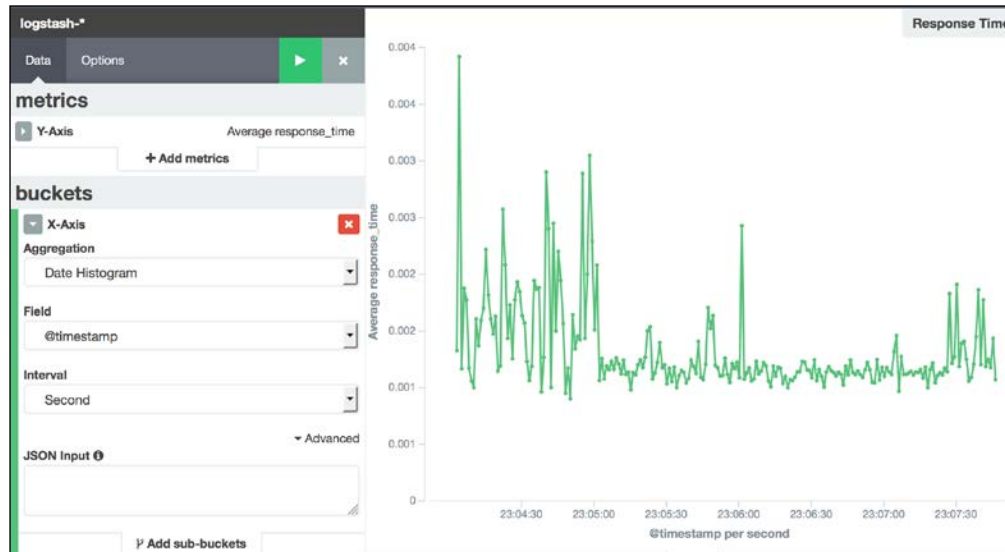 logstash-*
Data Options
metrics
Y-Axis Average response_time
+ Add metrics
buckets
X-Axis
Aggregation
Date Histogram
Field
@timestamp
Interval
Second
Advanced
JSON Input
Add sub-buckets
Response Time
Average response_time
0.004
0.004
0.003
0.003
0.002
0.002
0.001
0.001
0
23:04:30 23:05:00 23:05:30 23:06:00 23:06:30 23:07:00 23:07:30
@timestamp per second